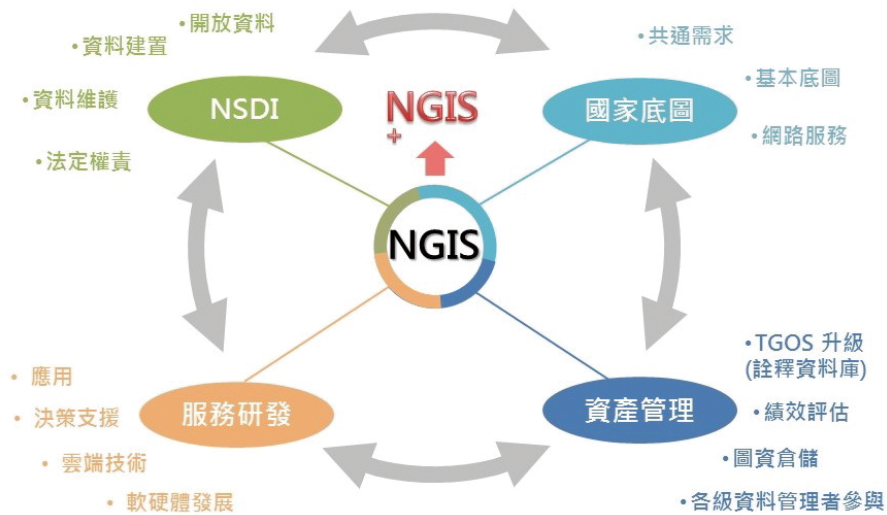 •開放資料
•資料建置
•資料維護
•法定權責
NSDI
NGIS
+
國家底圖
•共通需求
•基本底圖
•網路服務
NGIS
• 應用
• 決策支援
• 雲端技術
• 軟硬體發展
服務研發
資產管理
•TGOS 升級
(詮釋資料庫)
•績效評估
•圖資倉儲
•各級資料管理者參與